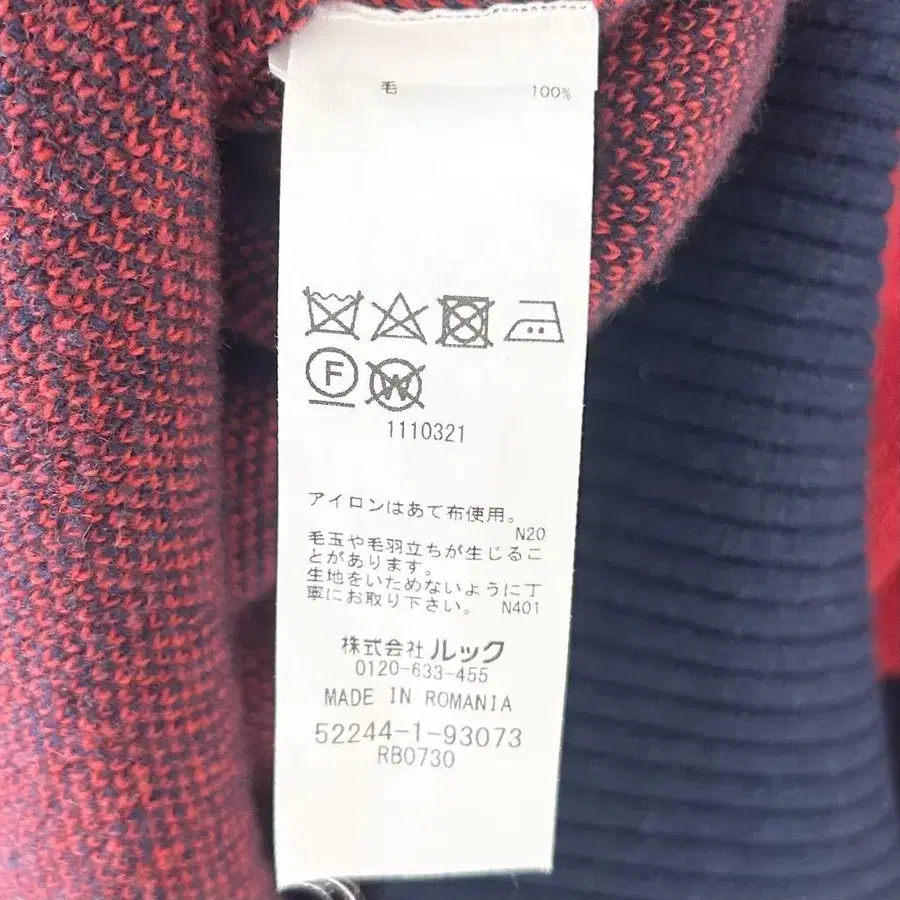 毛 100%
F W
1110321
アイロンはあて布使用。
N20
毛玉や毛羽立ちが生じるこ
とがあります。
生地をいためないように丁
寧にお取り下さい。 N401
株式会社 ルック
0120-633-455
MADE IN ROMANIA
52244-1-93073
RB0730